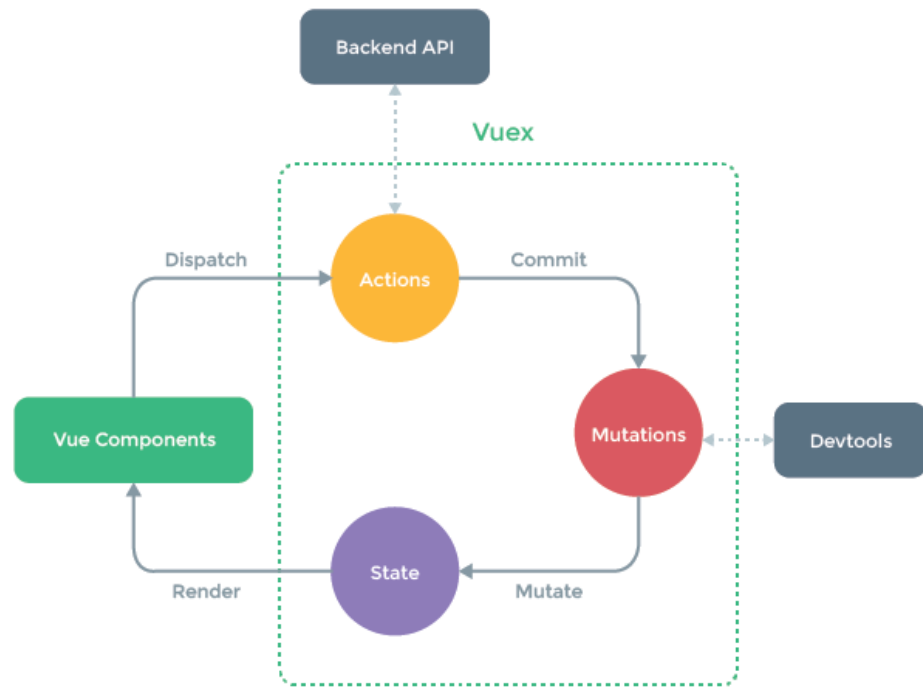 Backend API
Vuex
Dispatch
Actions
Commit
Vue Components
Mutations
Devtools
Render
State
Mutate